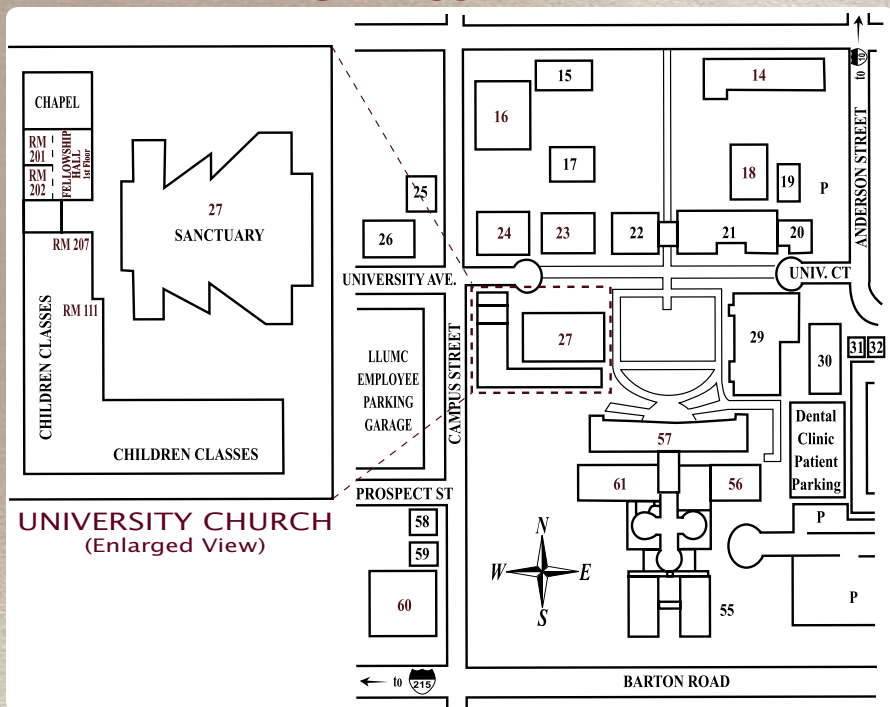 CHAPEL
RM
201
RM
202
FELLOWSHIP
HALL
1st Floor
27
SANCTUARY
RM 207
RM 111
CHILDREN CLASSES
CHILDREN CLASSES
UNIVERSITY CHURCH
(Enlarged View)
14
15
16
17
18
19
P
to
10
ANDERSON STREET
25
26
24
23
22
21
20
UNIVERSITY AVE.
UNIV. CT
LLUMC
EMPLOYEE
PARKING
GARAGE
CAMPUS STREET
27
29
30
31
32
Dental
Clinic
Patient
Parking
57
61
56
PROSPECT ST
58
59
60
N
W
E
S
P
P
55
to
215
BARTON ROAD